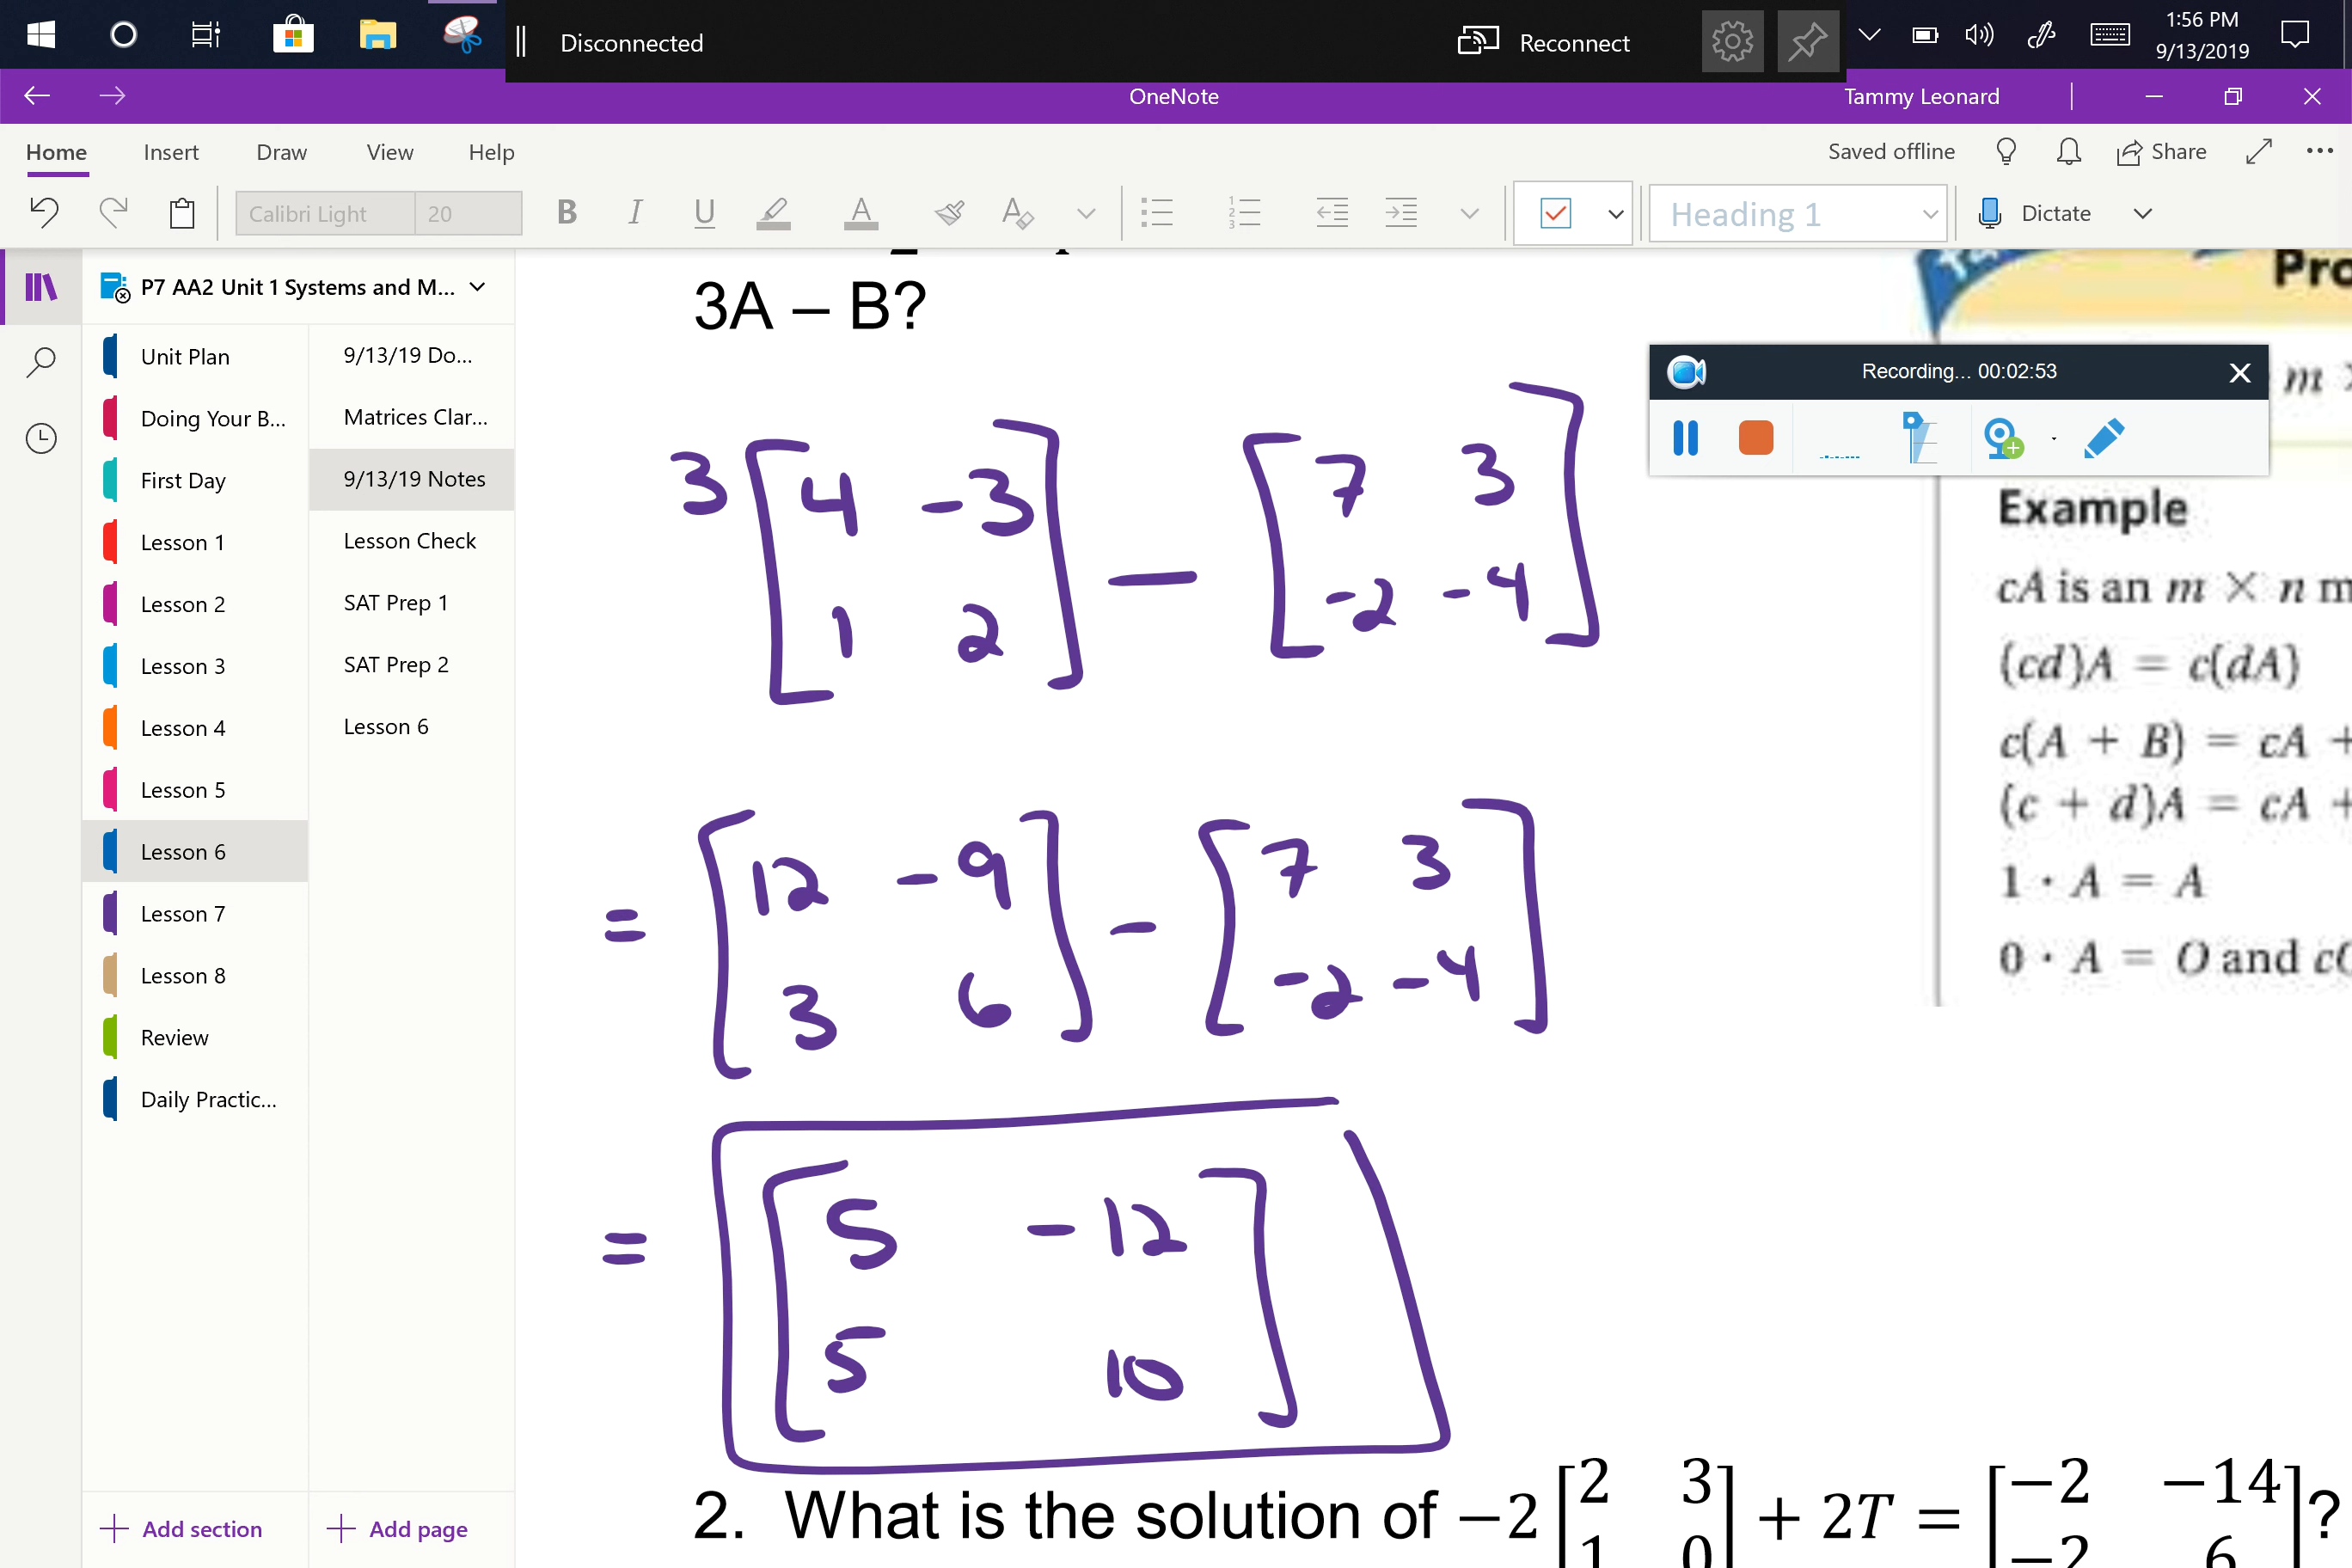 Disconnected Reconnect 1:56 PM
9/13/2019
OneNote Tammy Leonard
Home Insert Draw View Help Saved offline Share
Calibri Light 20 B I U A A Heading 1 Dictate
P7 AA2 Unit 1 Systems and M...
Unit Plan
Doing Your B...
First Day
Lesson 1
Lesson 2
Lesson 3
Lesson 4
Lesson 5
Lesson 6
Lesson 7
Lesson 8
Review
Daily Practic...
Add section
9/13/19 Do...
Matrices Clar...
9/13/19 Notes
Lesson Check
SAT Prep 1
SAT Prep 2
Lesson 6
Add page
3A – B?
3 [4 -3] - [7 3]
[1 2] [-2 -4]
= [12 -9] - [7 3]
[3 6] [-2 -4]
= [5 -12]
[5 10]
2. What is the solution of −2 [2 3] + 2T = [−2 −14]?
[1 0] [−2 6]
Recording... 00:02:53
Pro
m ×
Example
cA is an m × n m
(cd)A = c(dA)
c(A + B) = cA +
(c + d)A = cA +
1 · A = A
0 · A = O and cO